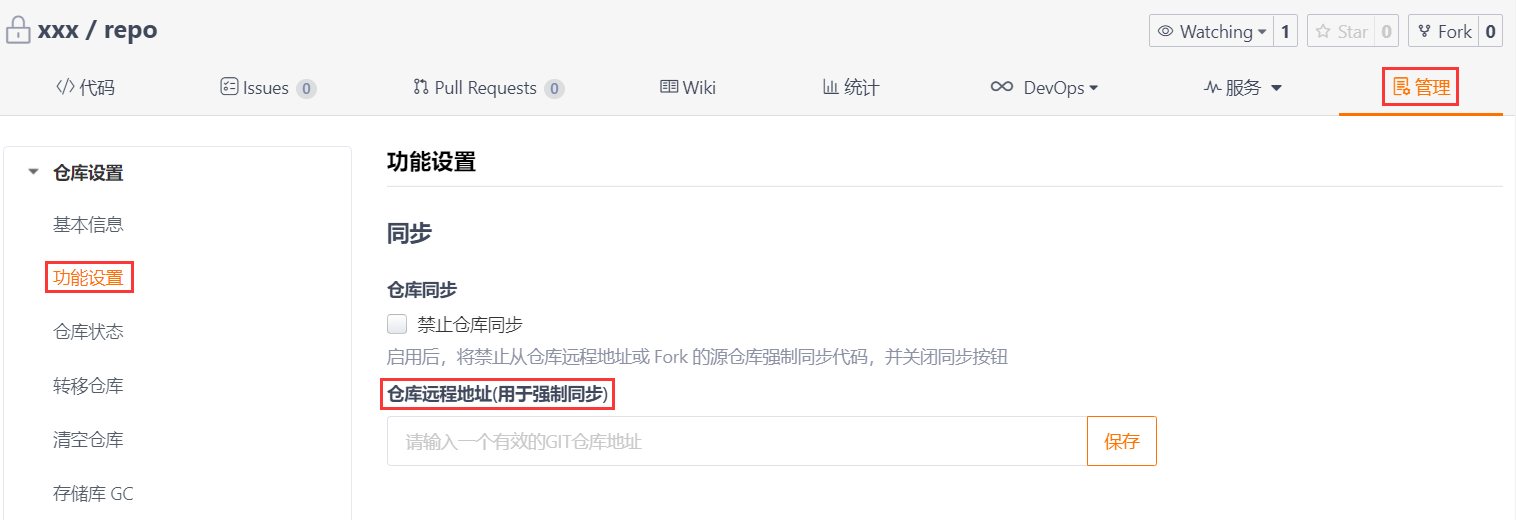 xxx / repo
Watching 1 Star 0 Fork 0
代码 Issues 0 Pull Requests 0 Wiki 统计 DevOps 服务 管理
仓库设置
基本信息
功能设置
仓库状态
转移仓库
清空仓库
存储库 GC
功能设置
同步
仓库同步
禁止仓库同步
启用后，将禁止从仓库远程地址或 Fork 的源仓库强制同步代码，并关闭同步按钮
仓库远程地址(用于强制同步)
请输入一个有效的GIT仓库地址 保存